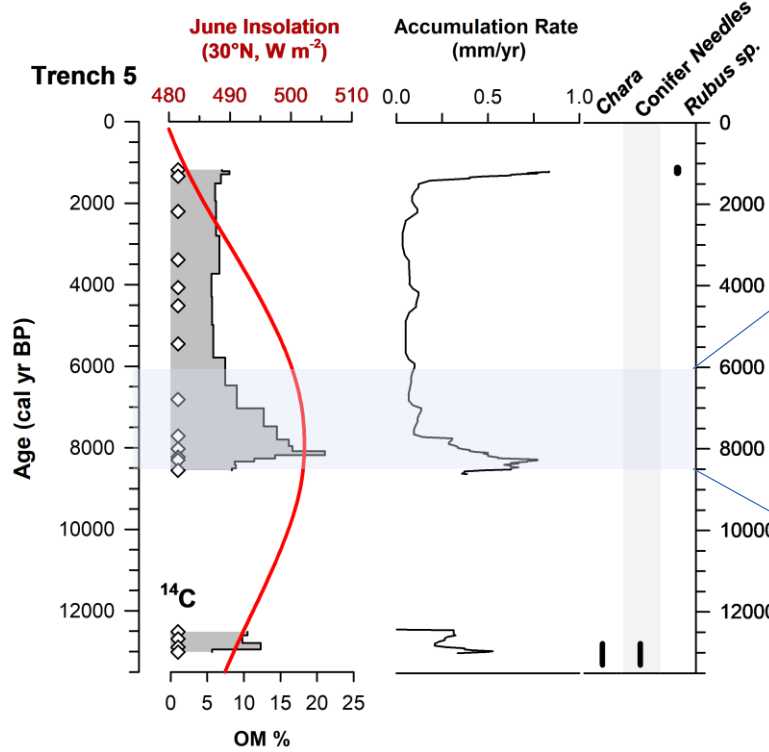 June Insolation
(30°N, W m⁻²)
Accumulation Rate
(mm/yr)
Trench 5
480 490 502 510
0.0 0.5 1.0
Chara
Conifer Needles
Rubus sp.
Age (cal yr BP)
0
2000
4000
6000
8000
10000
12000
¹⁴C
0 5 10 15 20 25
OM %
0
2000
4000
6000
8000
10000
12000